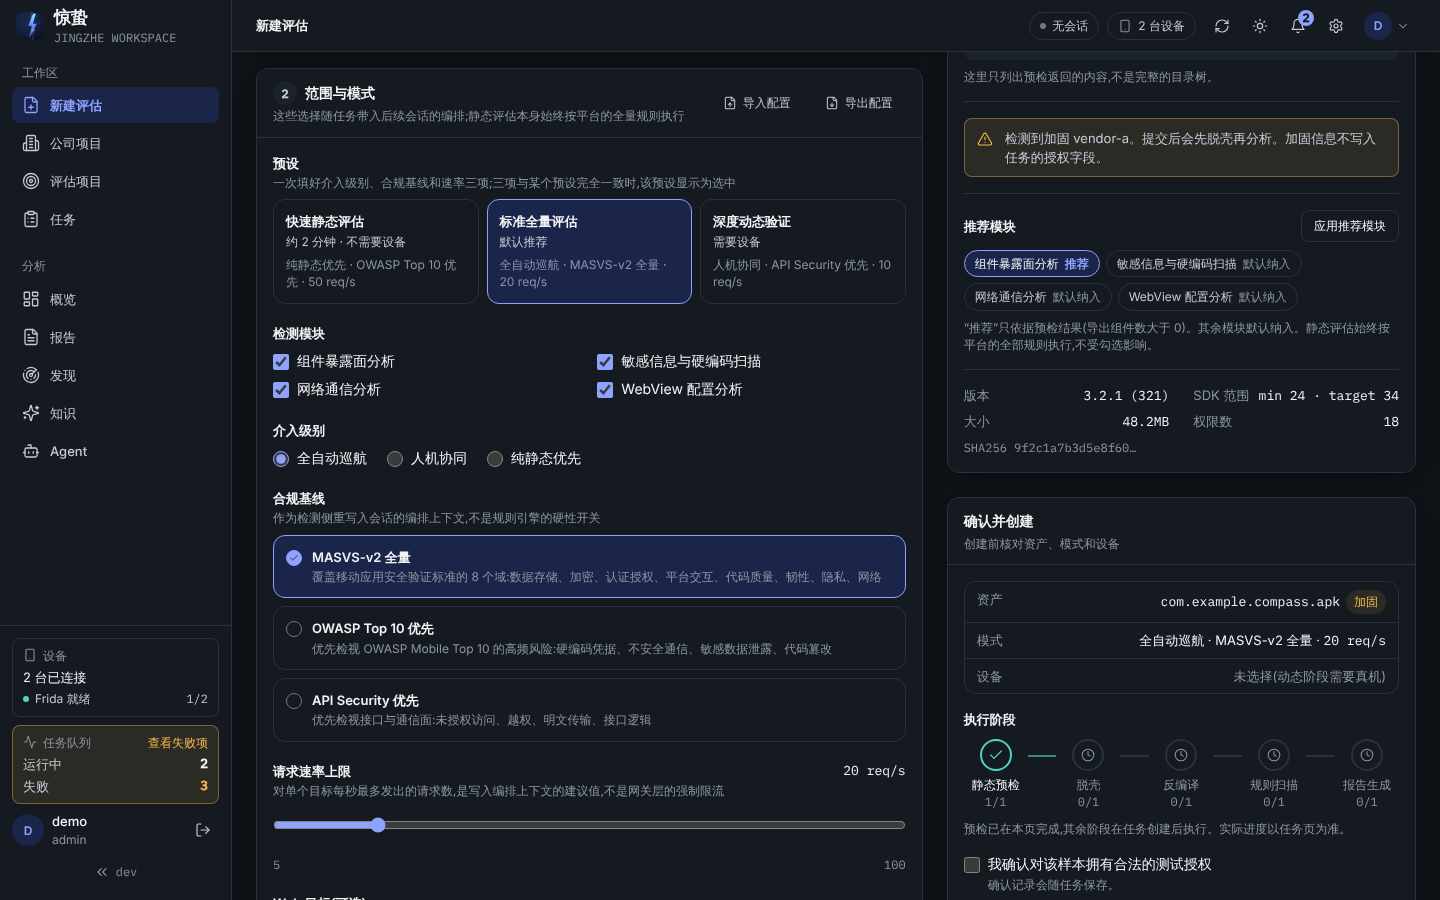 惊蛰
JINGZHE WORKSPACE
工作区
新建评估
公司项目
评估项目
任务
分析
概览
报告
发现
知识
Agent
设备
2 台已连接
Frida 就绪 1/2
任务队列 查看失败项
运行中 2
失败 3
D
demo
admin
dev
新建评估
无会话
2 台设备
2
D
2 范围与模式
这些选择随任务带入后续会话的编排;静态评估本身始终按平台的全量规则执行
导入配置
导出配置
预设
一次填好介入级别、合规基线和速率三项;三项与某个预设完全一致时,该预设显示为选中
快速静态评估
约 2 分钟 · 不需要设备
纯静态优先 · OWASP Top 10 优
先 · 50 req/s
标准全量评估
默认推荐
全自动巡航 · MASVS-v2 全量 ·
20 req/s
深度动态验证
需要设备
人机协同 · API Security 优先 · 10
req/s
检测模块
组件暴露面分析
敏感信息与硬编码扫描
网络通信分析
WebView 配置分析
介入级别
全自动巡航
人机协同
纯静态优先
合规基线
作为检测侧重写入会话的编排上下文,不是规则引擎的硬性开关
MASVS-v2 全量
覆盖移动应用安全验证标准的 8 个域:数据存储、加密、认证授权、平台交互、代码质量、韧性、隐私、网络
OWASP Top 10 优先
优先检视 OWASP Mobile Top 10 的高频风险:硬编码凭据、不安全通信、敏感数据泄露、代码篡改
API Security 优先
优先检视接口与通信面:未授权访问、越权、明文传输、接口逻辑
请求速率上限 20 req/s
对单个目标每秒最多发出的请求数,是写入编排上下文的建议值,不是网关层的强制限流
5 100
这里只列出预检返回的内容,不是完整的目录树。
检测到加固 vendor-a。提交后会先脱壳再分析。加固信息不写入
任务的授权字段。
推荐模块
应用推荐模块
组件暴露面分析 推荐
敏感信息与硬编码扫描 默认纳入
网络通信分析 默认纳入
WebView 配置分析 默认纳入
“推荐”只依据预检结果(导出组件数大于 0)。其余模块默认纳入。静态评估始终按
平台的全部规则执行,不受勾选影响。
版本 3.2.1 (321)
SDK 范围 min 24 · target 34
大小 48.2MB
权限数 18
SHA256 9f2c1a7b3d5e8f60…
确认并创建
创建前核对资产、模式和设备
资产 com.example.compass.apk 加固
模式 全自动巡航 · MASVS-v2 全量 · 20 req/s
设备 未选择(动态阶段需要真机)
执行阶段
静态预检
1/1
脱壳
0/1
反编译
0/1
规则扫描
0/1
报告生成
0/1
预检已在本页完成,其余阶段在任务创建后执行。实际进度以任务页为准。
我确认对该样本拥有合法的测试授权
确认记录会随任务保存。